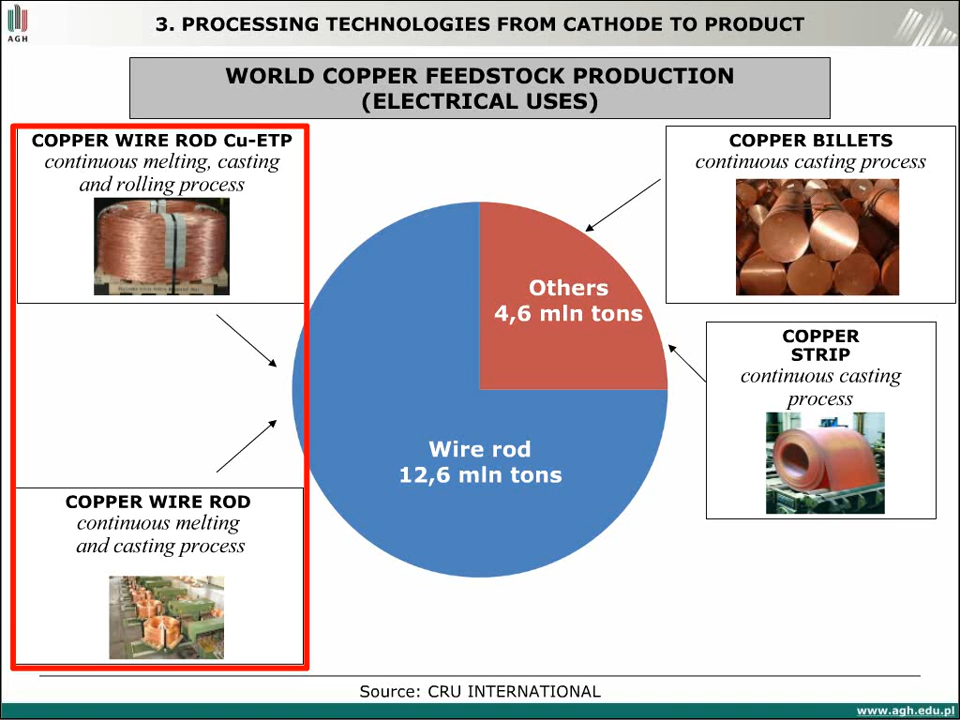 AGH
3. PROCESSING TECHNOLOGIES FROM CATHODE TO PRODUCT
WORLD COPPER FEEDSTOCK PRODUCTION
(ELECTRICAL USES)
COPPER WIRE ROD Cu-ETP
continuous melting, casting
and rolling process
COPPER BILLETS
continuous casting process
Others
4,6 mln tons
COPPER
STRIP
continuous casting
process
Wire rod
12,6 mln tons
COPPER WIRE ROD
continuous melting
and casting process
Source: CRU INTERNATIONAL
www.agh.edu.pl